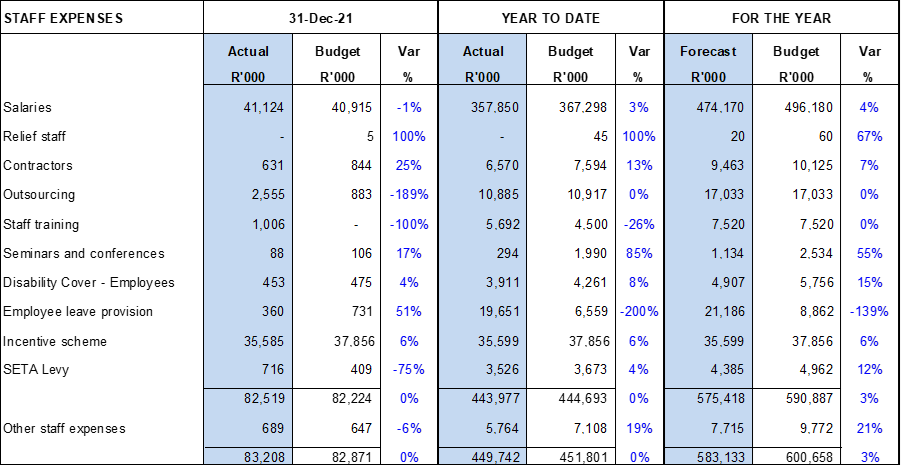 STAFF EXPENSES 31-Dec-21 YEAR TO DATE FOR THE YEAR
Actual Budget Var Actual Budget Var Forecast Budget Var
R'000 R'000 % R'000 R'000 % R'000 R'000 %
Salaries 41,124 40,915 -1% 357,850 367,298 3% 474,170 496,180 4%
Relief staff - 5 100% - 45 100% 20 60 67%
Contractors 631 844 25% 6,570 7,594 13% 9,463 10,125 7%
Outsourcing 2,555 883 -189% 10,885 10,917 0% 17,033 17,033 0%
Staff training 1,006 - -100% 5,692 4,500 -26% 7,520 7,520 0%
Seminars and conferences 88 106 17% 294 1,990 85% 1,134 2,534 55%
Disability Cover - Employees 453 475 4% 3,911 4,261 8% 4,907 5,756 15%
Employee leave provision 360 731 51% 19,651 6,559 -200% 21,186 8,862 -139%
Incentive scheme 35,585 37,856 6% 35,599 37,856 6% 35,599 37,856 6%
SETA Levy 716 409 -75% 3,526 3,673 4% 4,385 4,962 12%
82,519 82,224 0% 443,977 444,693 0% 575,418 590,887 3%
Other staff expenses 689 647 -6% 5,764 7,108 19% 7,715 9,772 21%
83,208 82,871 0% 449,742 451,801 0% 583,133 600,658 3%